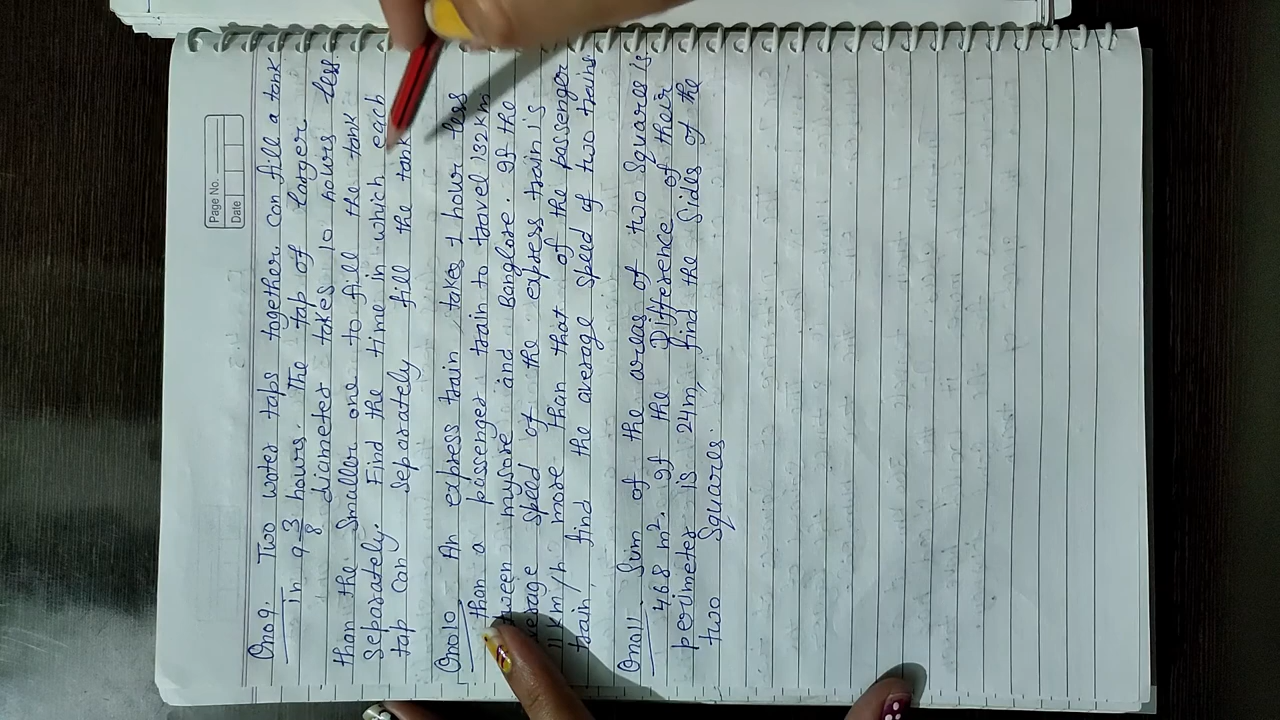 Page No.
Date
Qno9. Two water taps together can fill a tank
in 9 3/8 hours. The tap of larger
diameter takes 10 hours less
than the smaller one to fill the tank
Separately. Find the time in which each
tap can separately fill the tank
Qno10 An express train takes 1 hour less
than a passenger train to travel 132 km
tween mysore and Banglore. If the
verage speed of the express train is
11 km/h more than that of the passenger
train, find the average speed of two trains
Qno11. Sum of the areas of two Square is
468 m². If the Difference of their
perimeter is 24m, find the Sides of the
two Squares.